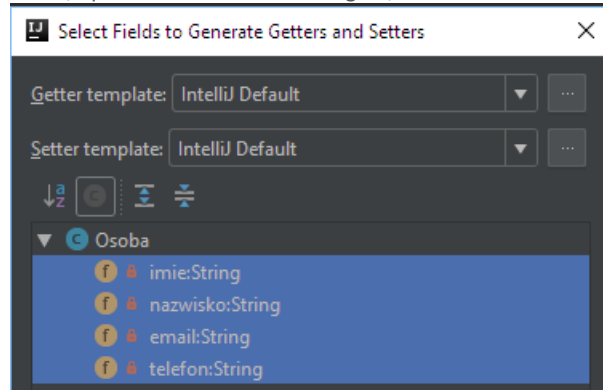 Select Fields to Generate Getters and Setters
Getter template: IntelliJ Default ...
Setter template: IntelliJ Default ...
Osoba
imie:String
nazwisko:String
email:String
telefon:String